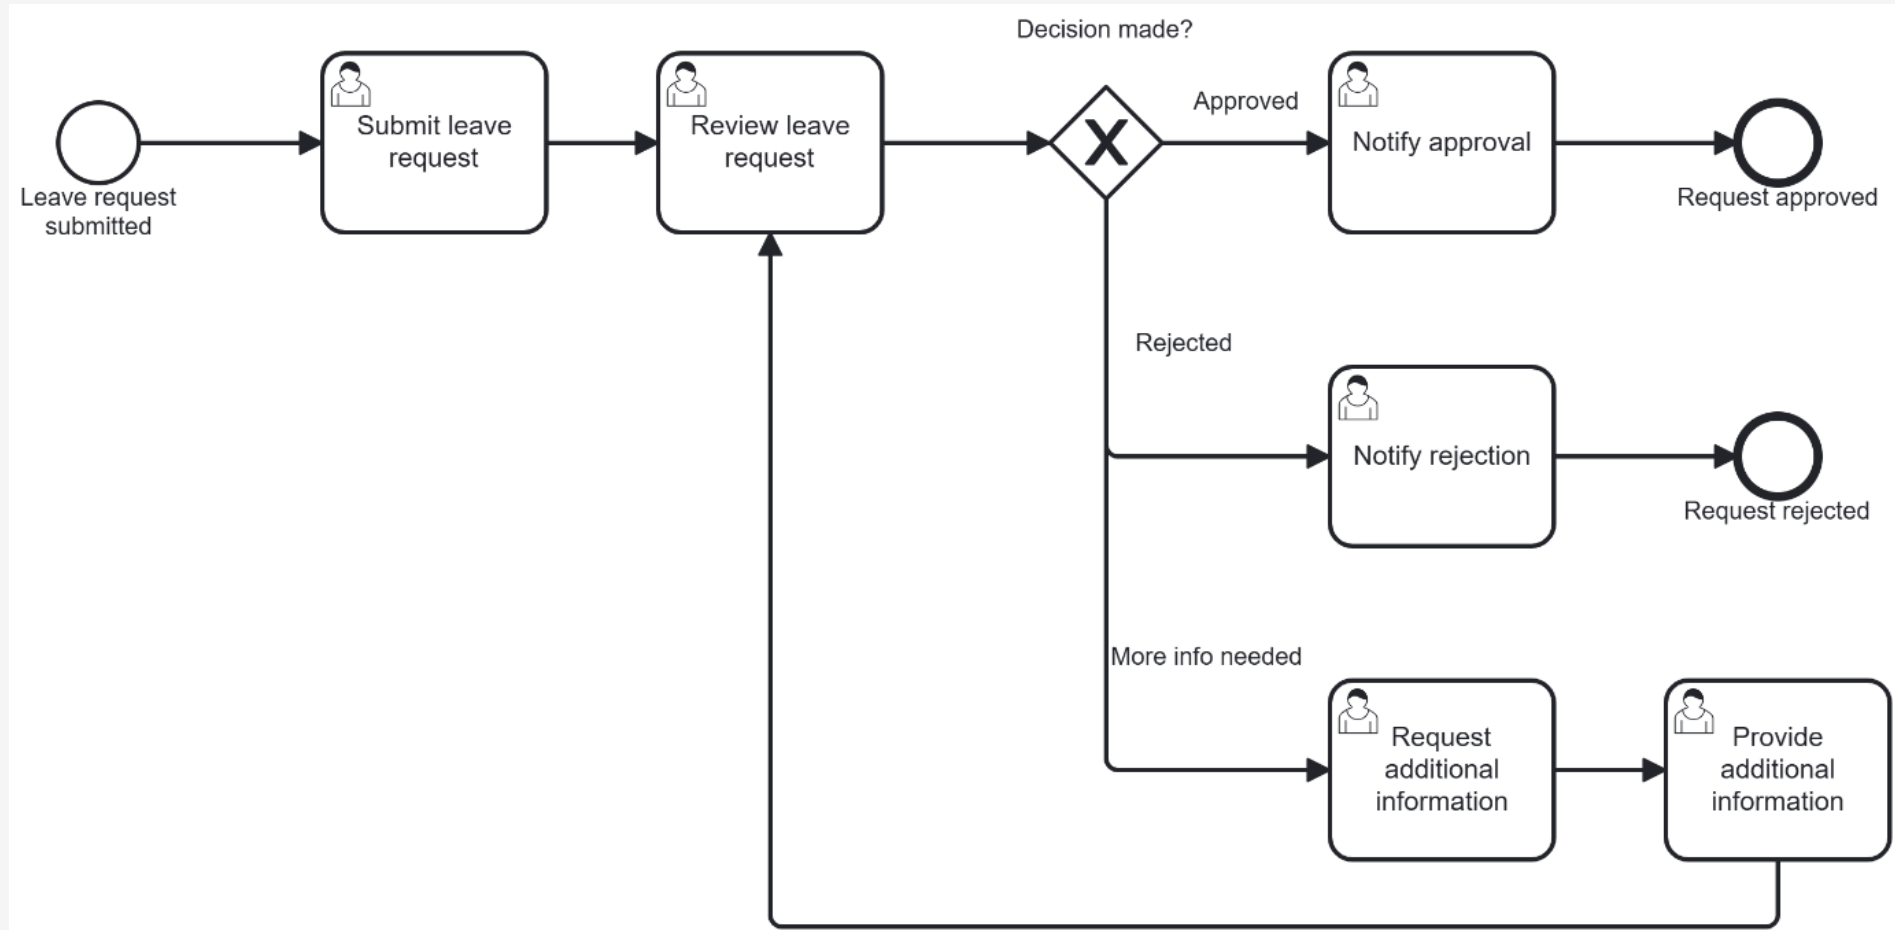 Decision made?
Approved
Submit leave
request
Review leave
request
Notify approval
Leave request
submitted
Request approved
Rejected
Notify rejection
Request rejected
More info needed
Request
additional
information
Provide
additional
information